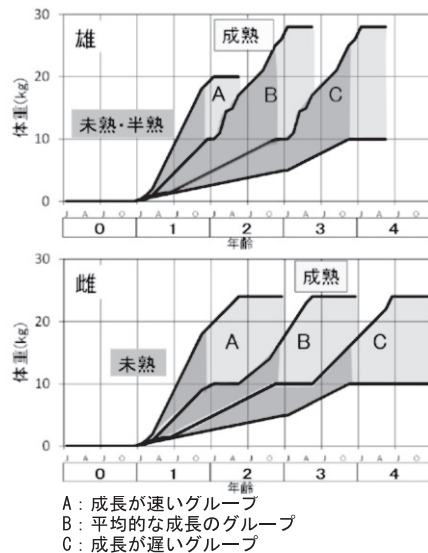 雄
成熟
未熟・半熟
A
B
C
体重(kg)
30
20
10
0
J A J O J A J O J A J O J A J O J A J O
0 1 2 3 4
年齢
雌
成熟
未熟
A
B
C
体重(kg)
30
20
10
0
J A J O J A J O J A J O J A J O J A J O
0 1 2 3 4
年齢
A：成長が速いグループ
B：平均的な成長のグループ
C：成長が遅いグループ